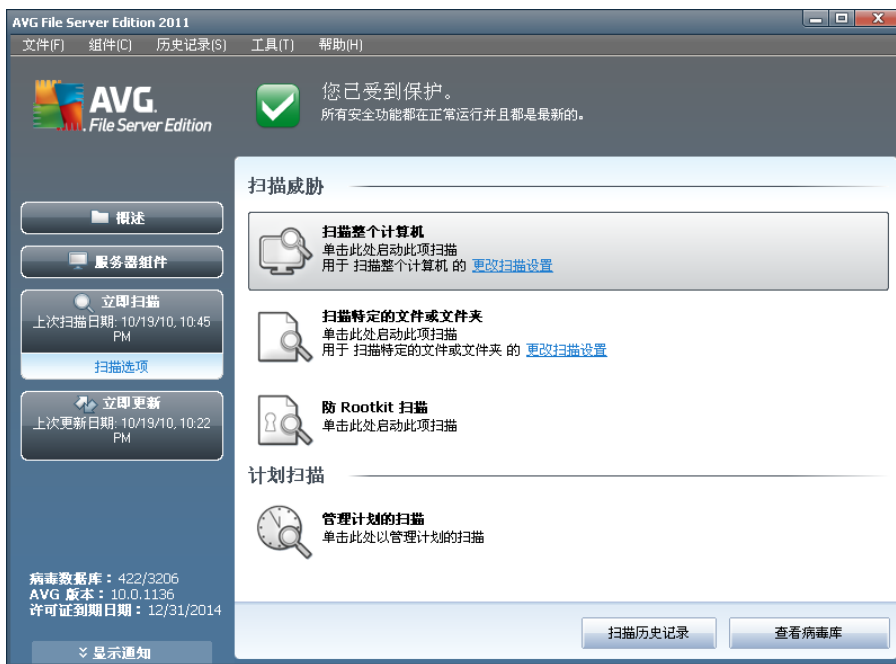 AVG File Server Edition 2011
文件(F) 组件(C) 历史记录(S) 工具(T) 帮助(H)
AVG.
File Server Edition
您已受到保护。
所有安全功能都在正常运行并且都是最新的。
概述
服务器组件
立即扫描
上次扫描日期: 10/19/10, 10:45
PM
扫描选项
立即更新
上次更新日期: 10/19/10, 10:22
PM
病毒数据库：422/3206
AVG 版本：10.0.1136
许可证到期日期：12/31/2014
显示通知
扫描威胁
扫描整个计算机
单击此处启动此项扫描
用于 扫描整个计算机 的 更改扫描设置
扫描特定的文件或文件夹
单击此处启动此项扫描
用于 扫描特定的文件或文件夹 的 更改扫描设置
防 Rootkit 扫描
单击此处启动此项扫描
计划扫描
管理计划的扫描
单击此处以管理计划的扫描
扫描历史记录 查看病毒库